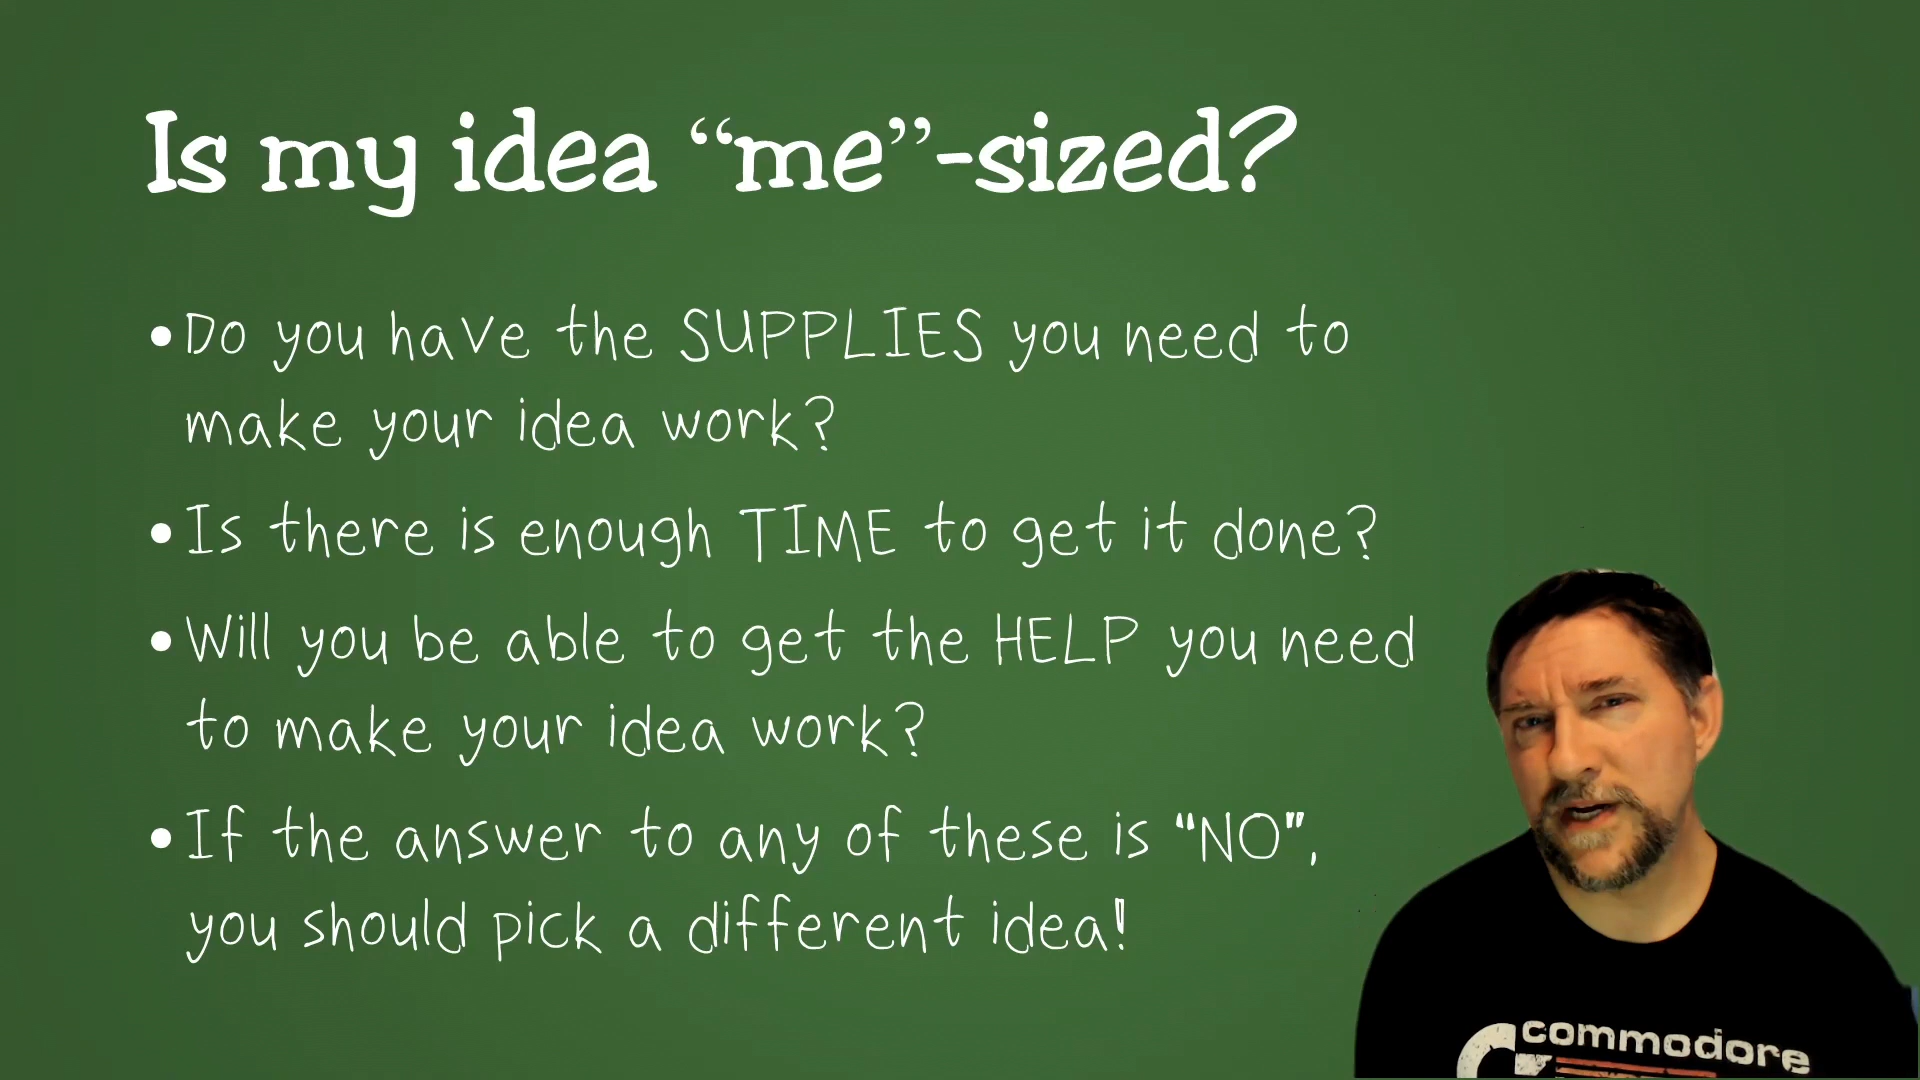 Is my idea “me”-sized?
•Do you have the SUPPLIES you need to
make your idea work?
•Is there is enough TIME to get it done?
•Will you be able to get the HELP you need
to make your idea work?
•If the answer to any of these is "NO",
you should pick a different idea!
commodore